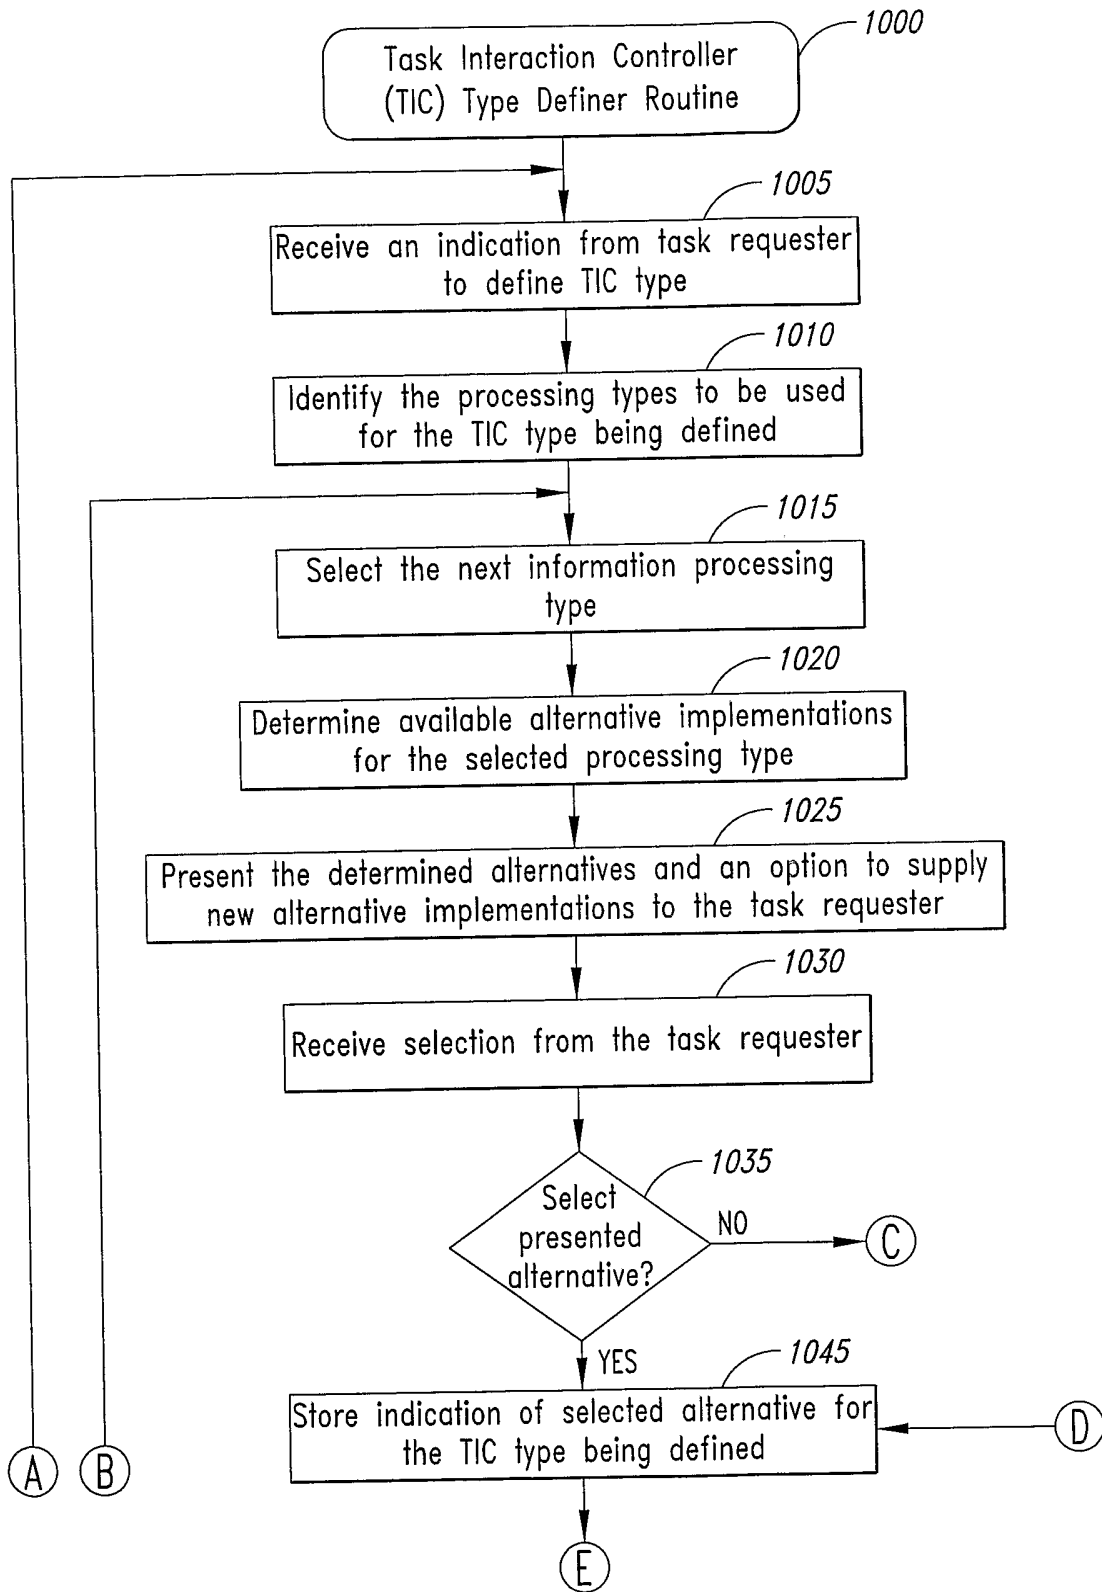 1000
Task Interaction Controller
(TIC) Type Definer Routine
1005
Receive an indication from task requester
to define TIC type
1010
Identify the processing types to be used
for the TIC type being defined
1015
Select the next information processing
type
1020
Determine available alternative implementations
for the selected processing type
1025
Present the determined alternatives and an option to supply
new alternative implementations to the task requester
1030
Receive selection from the task requester
1035
Select
presented
alternative?
NO
C
YES
1045
Store indication of selected alternative for
the TIC type being defined
D
A
B
E